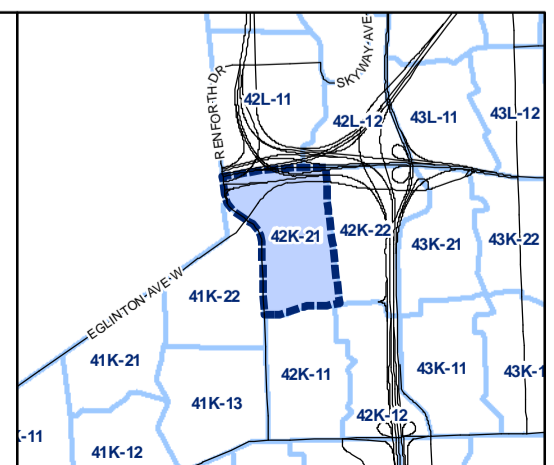 SKYWAY AVE
RENFORTH DR
42L-11
42L-12
43L-11
43L-12
42K-21
42K-22
43K-21
43K-22
41K-22
EGLINTON AVE W
41K-21
42K-11
43K-11
43K-1
41K-13
42K-12
-11
41K-12